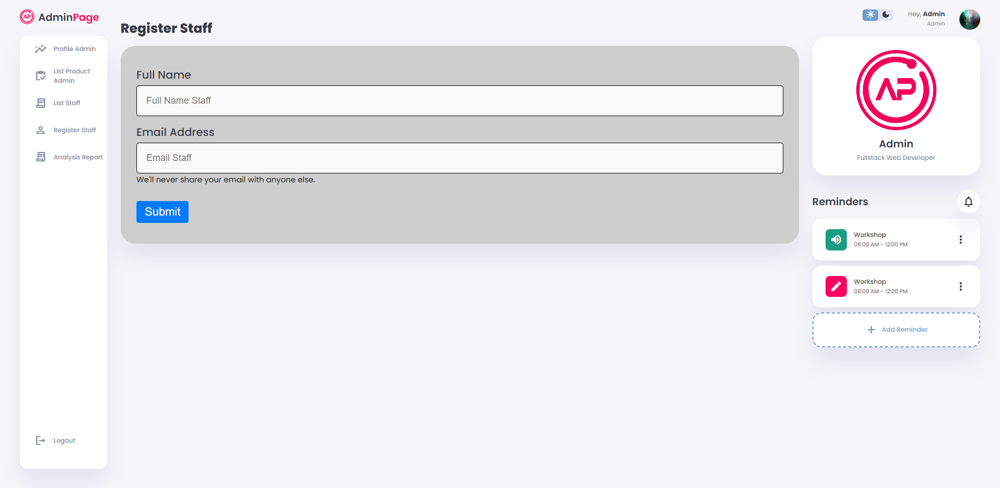 AdminPage
Profile Admin
List Product
Admin
List Staff
Register Staff
Analysis Report
Logout
Register Staff
Full Name
Full Name Staff
Email Address
Email Staff
We'll never share your email with anyone else.
Submit
Hey, Admin
Admin
AP
Admin
Fullstack Web Developer
Reminders
Workshop
08:00 AM - 12:00 PM
Workshop
08:00 AM - 12:00 PM
Add Reminder